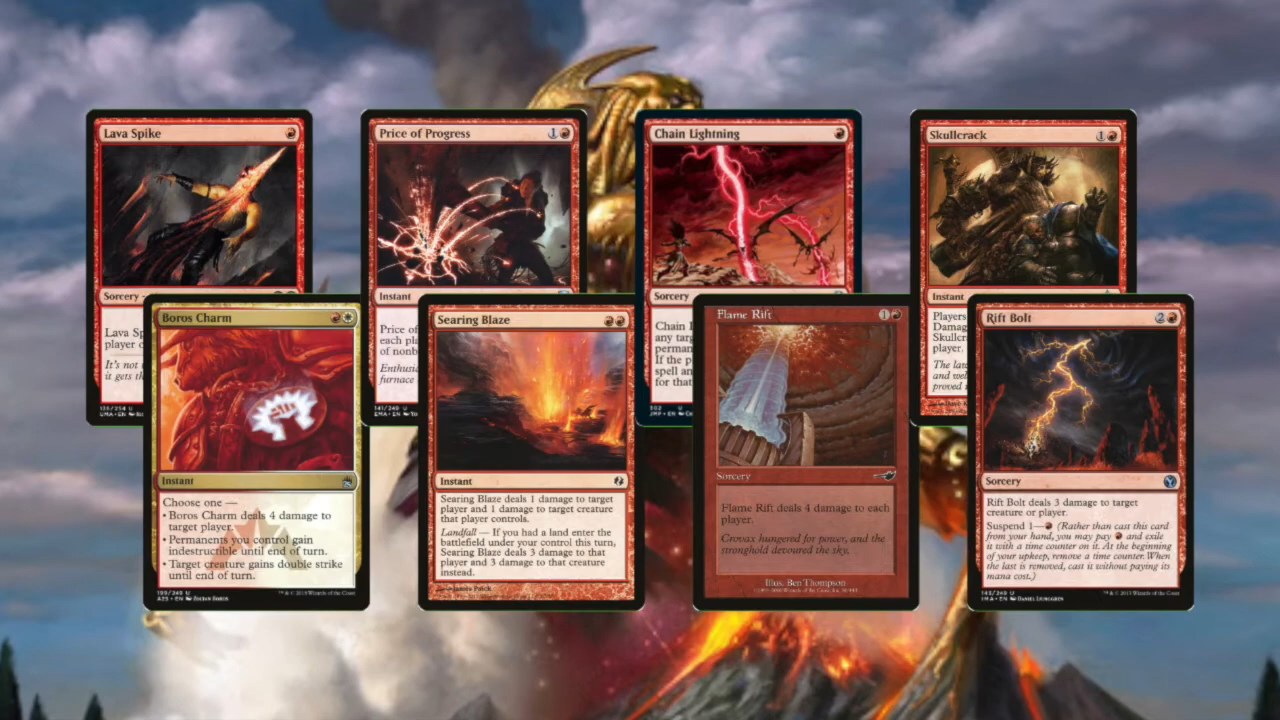 Lava Spike
Sorcery
Lava Sp
player o
It's not
it gets th
Price of Progress
1
Instant
Price of
each pla
of nonb
Enthusi
furnace
Chain Lightning
Sorcery
Chain l
any targ
perman
If the p
spell an
for that
Skullcrack
1
Instant
Players
Damag
Skullcr
player.
The la
and wel
proved
Boros Charm
Instant
Choose one —
• Boros Charm deals 4 damage to
target player.
• Permanents you control gain
indestructible until end of turn.
• Target creature gains double strike
until end of turn.
Searing Blaze
Instant
Searing Blaze deals 1 damage to target
player and 1 damage to target creature
that player controls.
Landfall — If you had a land enter the
battlefield under your control this turn,
Searing Blaze deals 3 damage to that
player and 3 damage to that creature
instead.
Flame Rift
1
Sorcery
Flame Rift deals 4 damage to each
player.
Crovax hungered for power, and the
stronghold devoured the sky.
Illus. Ben Thompson
Rift Bolt
2
Sorcery
Rift Bolt deals 3 damage to target
creature or player.
Suspend 1— (Rather than cast this card
from your hand, you may pay and exile
it with a time counter on it. At the beginning
of your upkeep, remove a time counter. When
the last is removed, cast it without paying its
mana cost.)